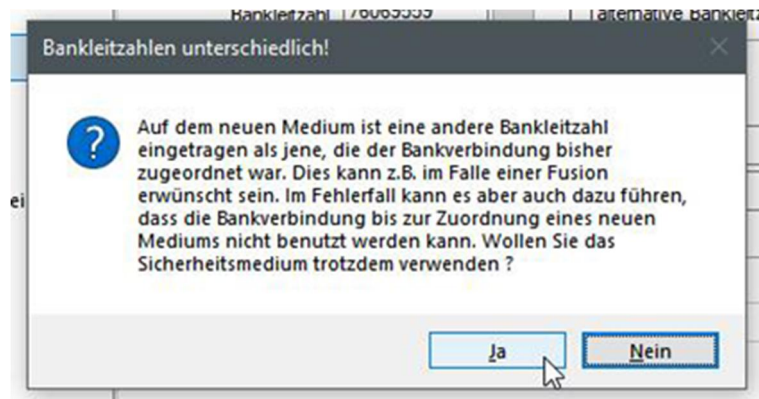 Bankleitzahl 76069559
Bankleitzahlen unterschiedlich!
Auf dem neuen Medium ist eine andere Bankleitzahl
eingetragen als jene, die der Bankverbindung bisher
zugeordnet war. Dies kann z.B. im Falle einer Fusion
erwünscht sein. Im Fehlerfall kann es aber auch dazu führen,
dass die Bankverbindung bis zur Zuordnung eines neuen
Mediums nicht benutzt werden kann. Wollen Sie das
Sicherheitsmedium trotzdem verwenden ?
ei
Ja
Nein